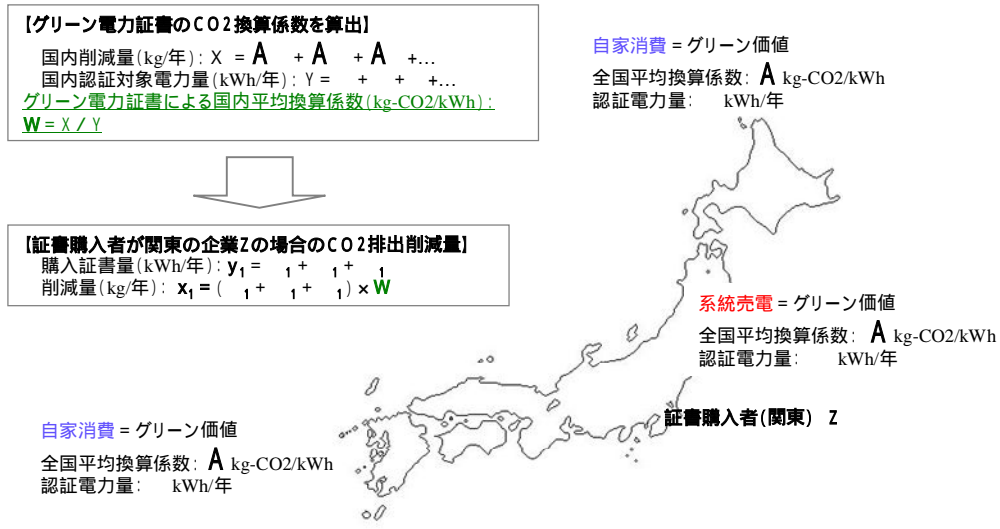 【グリーン電力証書のCO2換算係数を算出】
国内削減量(kg/年): X = A + A + A +...
国内認証対象電力量(kWh/年): Y = + + +...
グリーン電力証書による国内平均換算係数(kg-CO2/kWh):
W = X / Y
【証書購入者が関東の企業Zの場合のCO2排出削減量】
購入証書量(kWh/年): y1 = 1 + 1 + 1
削減量(kg/年): x1 = ( 1 + 1 + 1 ) × W
自家消費 = グリーン価値
全国平均換算係数: A kg-CO2/kWh
認証電力量: kWh/年
系統売電 = グリーン価値
全国平均換算係数: A kg-CO2/kWh
認証電力量: kWh/年
証書購入者(関東) Z
自家消費 = グリーン価値
全国平均換算係数: A kg-CO2/kWh
認証電力量: kWh/年